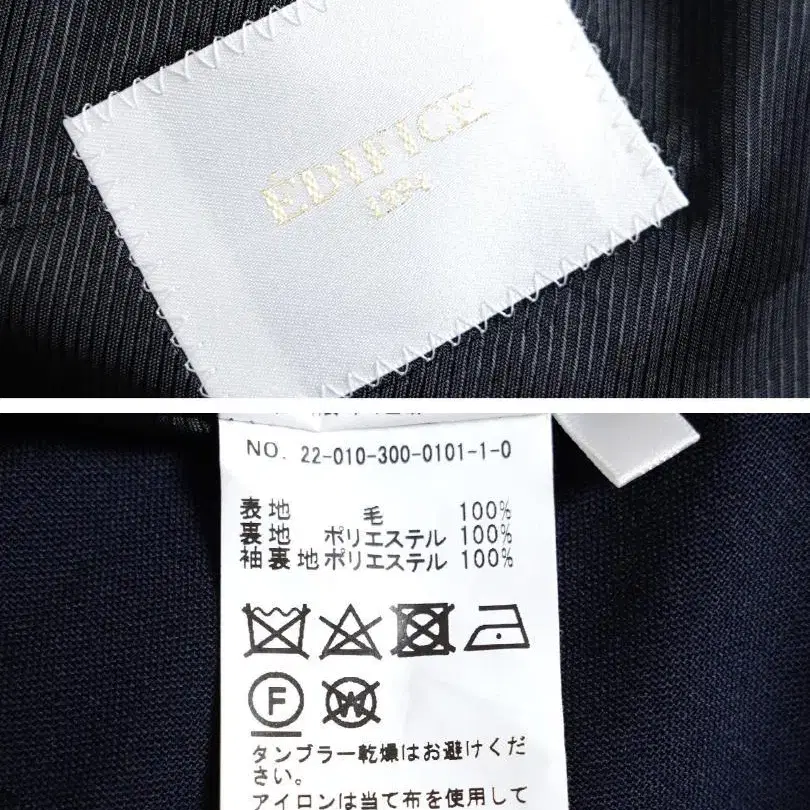 ÉDIFICE
NO. 22-010-300-0101-1-0
表地 毛 100%
裏地 ポリエステル 100%
袖裏地 ポリエステル 100%
F
W
タンブラー乾燥はお避けくだ
さい。
アイロンは当て布を使用して